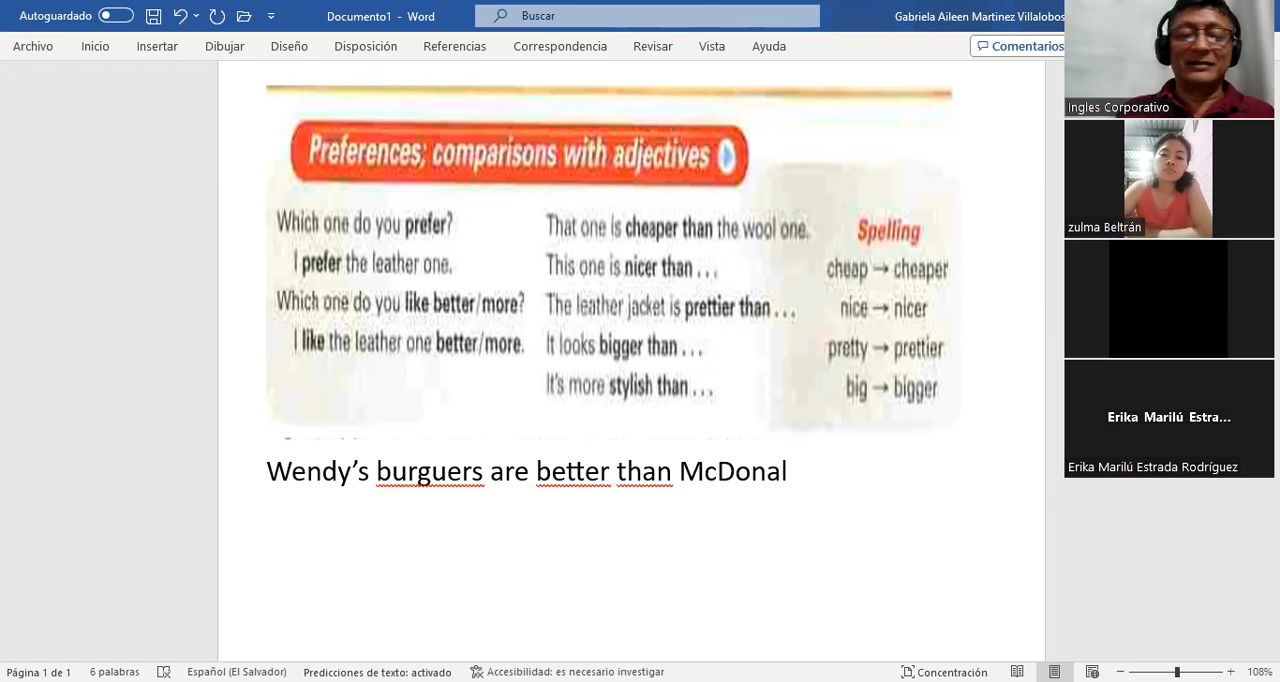 Autoguardado
Documento1 - Word
Buscar
Gabriela Aileen Martinez Villalobos
Archivo Inicio Insertar Dibujar Diseño Disposición Referencias Correspondencia Revisar Vista Ayuda
Comentarios
Preferences; comparisons with adjectives
Which one do you prefer?
I prefer the leather one.
Which one do you like better/more?
I like the leather one better/more.
That one is cheaper than the wool one.
This one is nicer than . . .
The leather jacket is prettier than . . .
It looks bigger than . . .
It's more stylish than . . .
Spelling
cheap → cheaper
nice → nicer
pretty → prettier
big → bigger
Wendy's burguers are better than McDonal
Ingles Corporativo
zulma Beltrán
Erika Marilú Estra...
Erika Marilú Estrada Rodríguez
Página 1 de 1 6 palabras Español (El Salvador) Predicciones de texto: activado Accesibilidad: es necesario investigar Concentración 108%